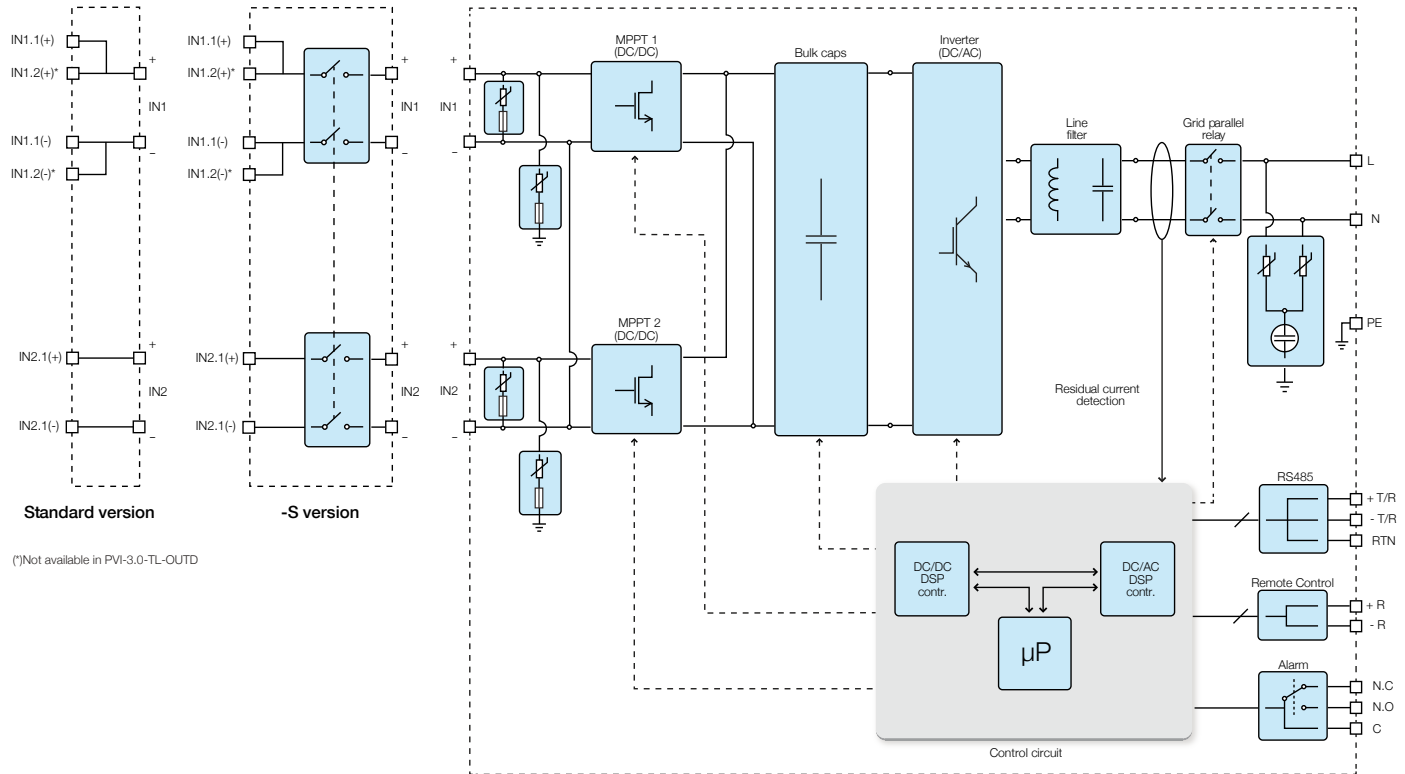 IN1.1(+)
IN1.2(+)*
+
IN1
IN1.1(-)
−
IN1.2(-)*
IN2.1(+)
+
IN2
IN2.1(-)
−
Standard version
IN1.1(+)
IN1.2(+)*
+
IN1
IN1.1(-)
−
IN1.2(-)*
IN2.1(+)
+
IN2
IN2.1(-)
−
-S version
(*)Not available in PVI-3.0-TL-OUTD
+
IN1
−
+
IN2
−
MPPT 1
(DC/DC)
MPPT 2
(DC/DC)
Bulk caps
Inverter
(DC/AC)
Line
filter
Grid parallel
relay
L
N
PE
Residual current
detection
DC/DC
DSP
contr.
DC/AC
DSP
contr.
µP
Control circuit
RS485
+ T/R
- T/R
RTN
Remote Control
+ R
- R
Alarm
N.C
N.O
C